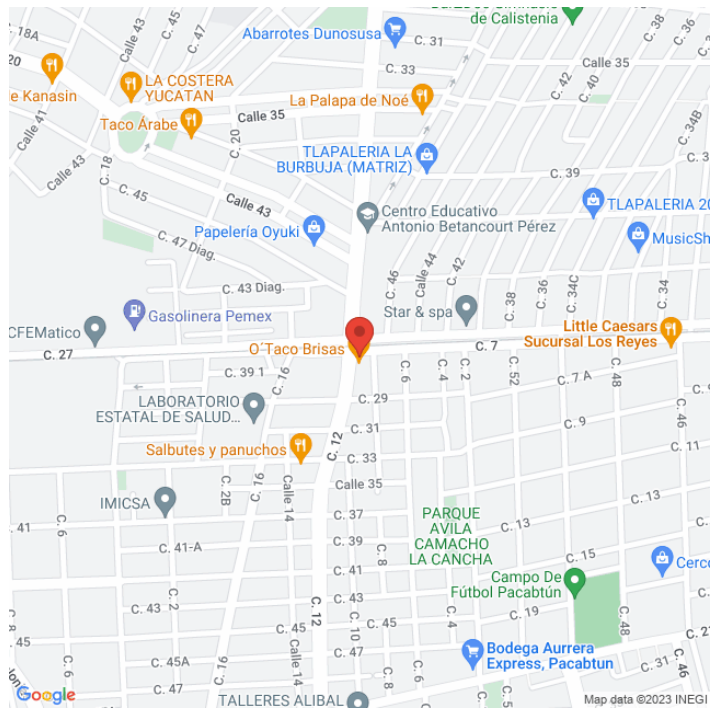 de Calistenia
Abarrotes Dunosusa
C. 31
C. 38
C. 36
C. 18A
C. 45
C. 47
20
C. 33
Calle 35
C. 42
C. 40
LA COSTERA
YUCATAN
e Kanasin
La Palapa de Noé
Calle 41
Calle 43
Taco Árabe
Calle 35
C. 20
C. 34B
TLAPALERIA LA
BURBUJA (MATRIZ)
C. 39
Calle 43
C. 18
C. 45
Calle 43
TLAPALERIA 20
Centro Educativo
Antonio Betancourt Pérez
Papelería Oyuki
MusicSh
C. 47 Diag.
C. 46
Calle 44
C. 42
C. 43 Diag.
C. 38
C. 36
C. 34C
C. 34
Gasolinera Pemex
Star & spa
CFEMatico
Little Caesars
Sucursal Los Reyes
O´Taco Brisas
C. 27
C. 7
C. 39 1
C. 16
C. 6
C. 4
C. 2
C. 52
C. 7 A
C. 48
C. 46
LABORATORIO
ESTATAL DE SALUD...
C. 29
C. 31
C. 9
Salbutes y panuchos
C. 12
C. 33
C. 11
C. 16
C. 2B
Calle 14
Calle 35
IMICSA
C. 13
PARQUE
AVILA
CAMACHO
LA CANCHA
C. 37
C. 13
41
C. 6
C. 39
C. 41-A
C. 8
C. 15
Cerco
C. 41
Campo De
Fútbol Pacabtún
C. 2
C. 43
C. 45
C. 43
C. 12
C. 10
C. 45
C. 4
C. 19
C. 48
C. 47
Bodega Aurrera
Express, Pacabtun
C. 21
C. 45A
C. 16
Calle 14
C. 31
C. 46
C. 47
TALLERES ALIBAL
Google
Map data ©2023 INEGI